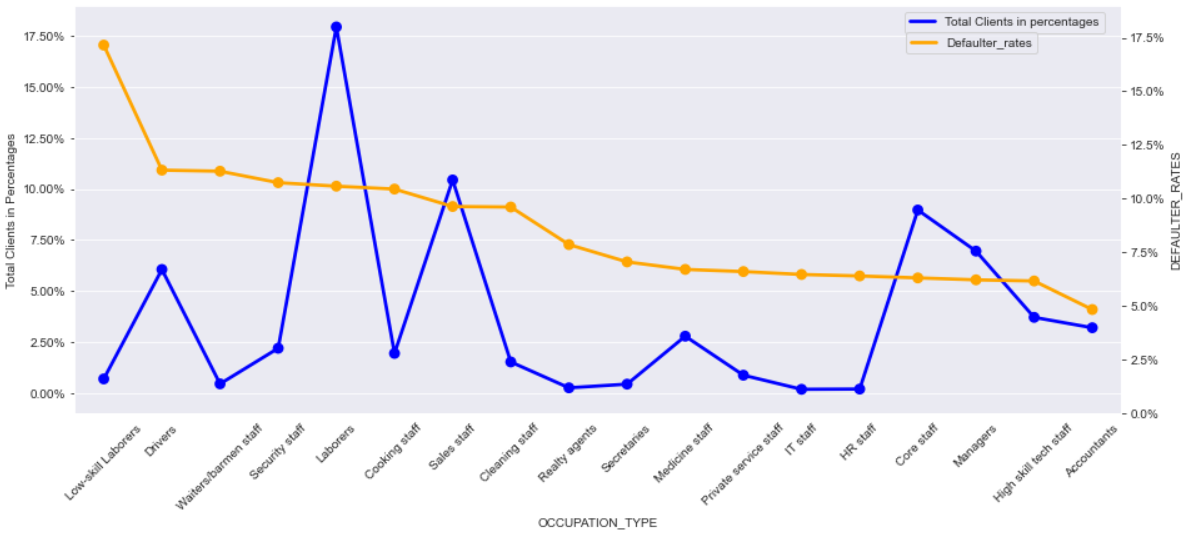 Total Clients in percentages
Defaulter_rates
Total Clients in Percentages
17.50%
15.00%
12.50%
10.00%
7.50%
5.00%
2.50%
0.00%
17.5%
15.0%
12.5%
10.0%
7.5%
5.0%
2.5%
0.0%
DEFAULTER_RATES
Low-skill Laborers
Drivers
Waiters/barmen staff
Security staff
Laborers
Cooking staff
Sales staff
Cleaning staff
Realty agents
Secretaries
Medicine staff
Private service staff
IT staff
HR staff
Core staff
Managers
High skill tech staff
Accountants
OCCUPATION_TYPE